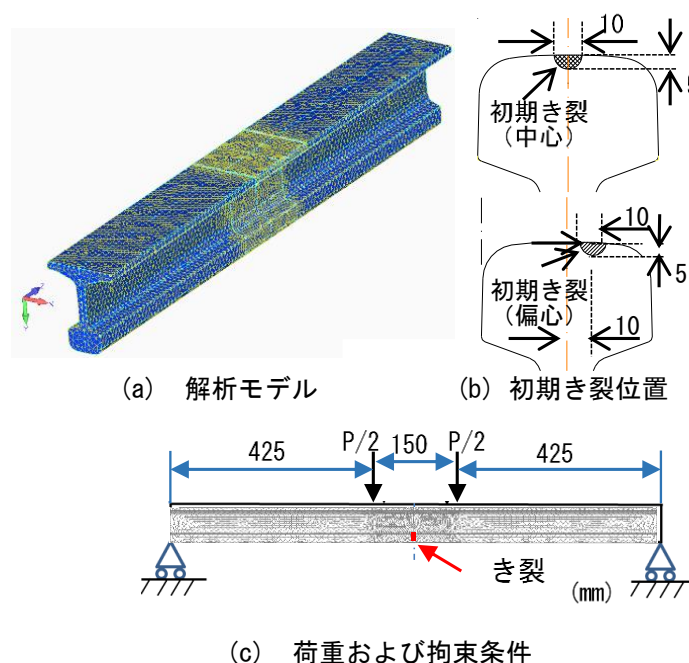 10
5
初期き裂
(中心)
10
初期き裂
(偏心)
5
10
(a) 解析モデル
(b) 初期き裂位置
425
P/2
150
P/2
425
き裂
(mm)
(c) 荷重および拘束条件